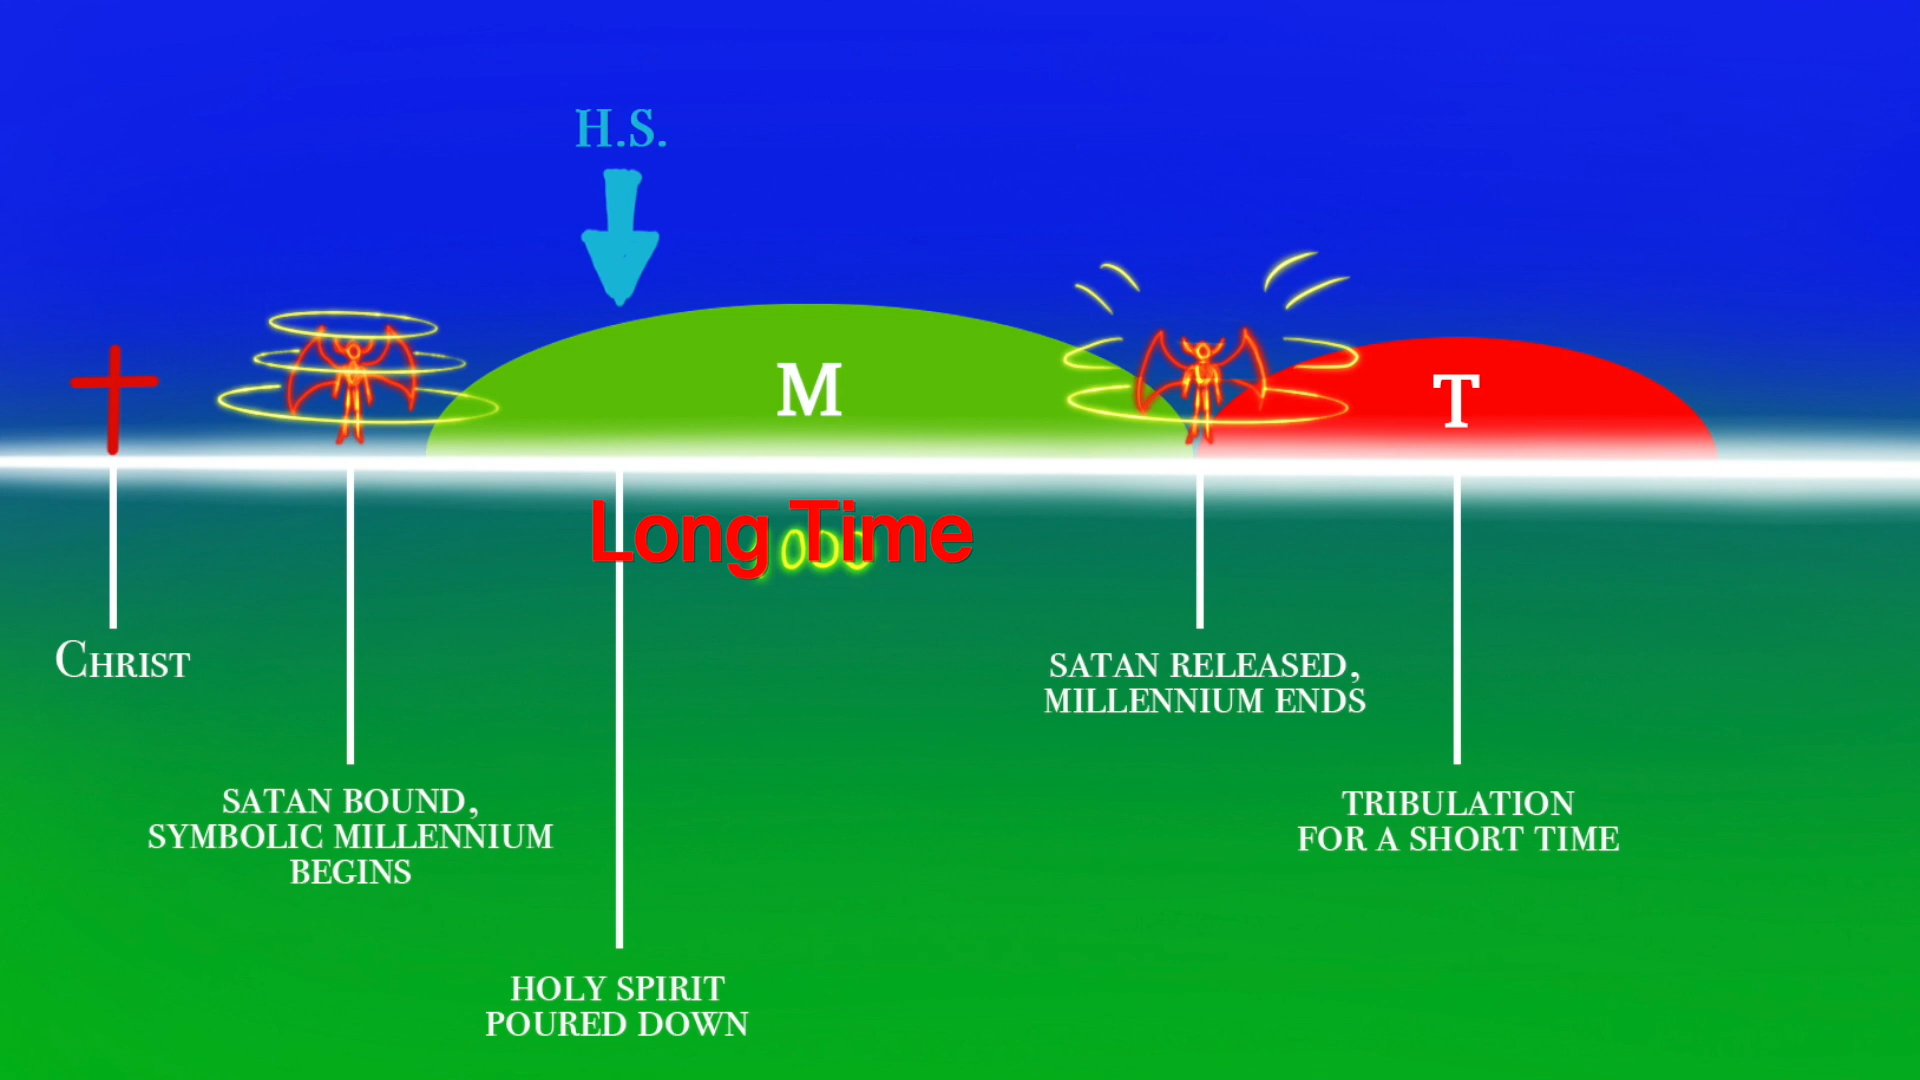 H.S.
M
T
Long Time
000
CHRIST
SATAN RELEASED,
MILLENNIUM ENDS
SATAN BOUND,
SYMBOLIC MILLENNIUM
BEGINS
TRIBULATION
FOR A SHORT TIME
HOLY SPIRIT
POURED DOWN